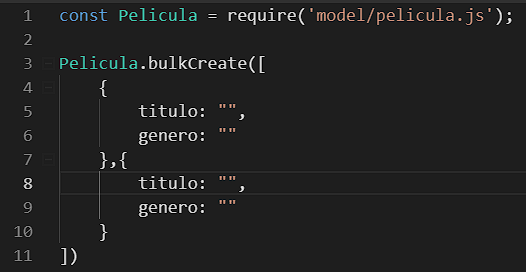 1 const Pelicula = require('model/pelicula.js');
2
3 Pelicula.bulkCreate([
4     {
5         titulo: "",
6         genero: ""
7     },{
8         titulo: "",
9         genero: ""
10     }
11 ])